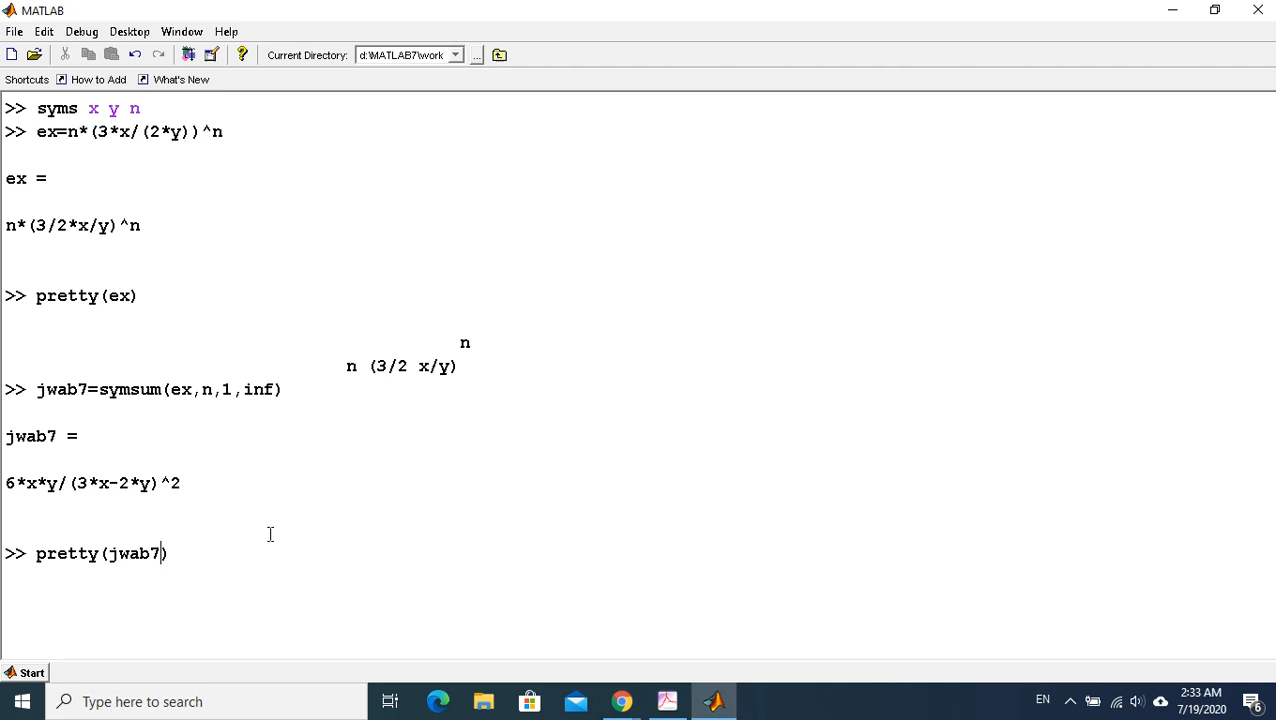 MATLAB
File Edit Debug Desktop Window Help
Current Directory: d:\MATLAB7\work ...
Shortcuts How to Add What's New
>> syms x y n
>> ex=n*(3*x/(2*y))^n
ex =
n*(3/2*x/y)^n
>> pretty(ex)
n
n (3/2 x/y)
>> jwab7=symsum(ex,n,1,inf)
jwab7 =
6*x*y/(3*x-2*y)^2
>> pretty(jwab7)
Start
Type here to search
EN
2:33 AM
7/19/2020
6